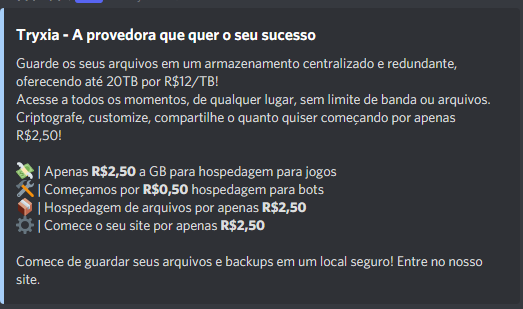 Tryxia - A provedora que quer o seu sucesso
Guarde os seus arquivos em um armazenamento centralizado e redundante,
oferecendo até 20TB por R$12/TB!
Acesse a todos os momentos, de qualquer lugar, sem limite de banda ou arquivos.
Criptografe, customize, compartilhe o quanto quiser começando por apenas
R$2,50!
| Apenas R$2,50 a GB para hospedagem para jogos
| Começamos por R$0,50 hospedagem para bots
| Hospedagem de arquivos por apenas R$2,50
| Comece o seu site por apenas R$2,50
Comece de guardar seus arquivos e backups em um local seguro! Entre no nosso
site.